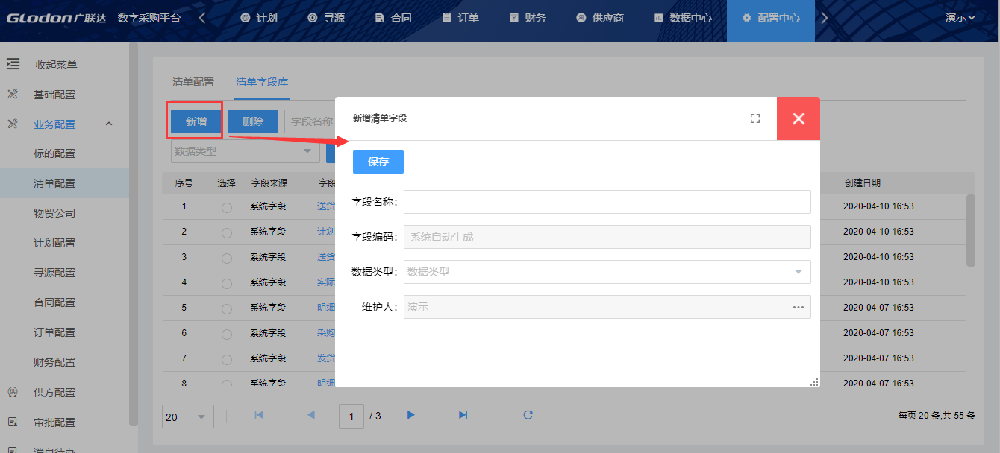 GLODON广联达 数字采购平台 计划 寻源 合同 订单 财务 供应商 数据中心 配置中心 演示
收起菜单
基础配置
业务配置
标的配置
清单配置
物贸公司
计划配置
寻源配置
合同配置
订单配置
财务配置
供方配置
审批配置
消息待办
清单配置 清单字段库
新增 删除 字段名称
数据类型
序号 选择 字段来源 字段 创建日期
1 系统字段 送货 2020-04-10 16:53
2 系统字段 计划 2020-04-10 16:53
3 系统字段 送货 2020-04-10 16:53
4 系统字段 实际 2020-04-10 16:53
5 系统字段 明细 2020-04-07 16:53
6 系统字段 采购 2020-04-07 16:53
7 系统字段 发货 2020-04-07 16:53
8 系统字段 明细 2020-04-07 16:53
20 1 / 3 每页 20 条,共 55 条
新增清单字段
保存
字段名称：
字段编码： 系统自动生成
数据类型： 数据类型
维护人： 演示